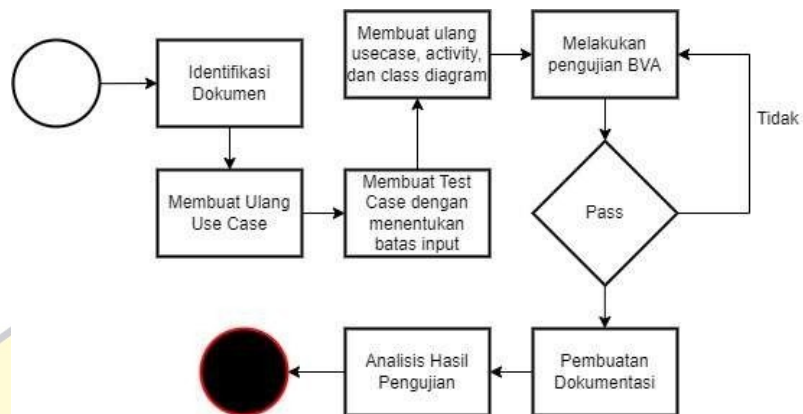 Identifikasi
Dokumen
Membuat Ulang
Use Case
Membuat Test
Case dengan
menentukan
batas input
Membuat ulang
usecase, activity,
dan class diagram
Melakukan
pengujian BVA
Tidak
Pass
Pembuatan
Dokumentasi
Analisis Hasil
Pengujian